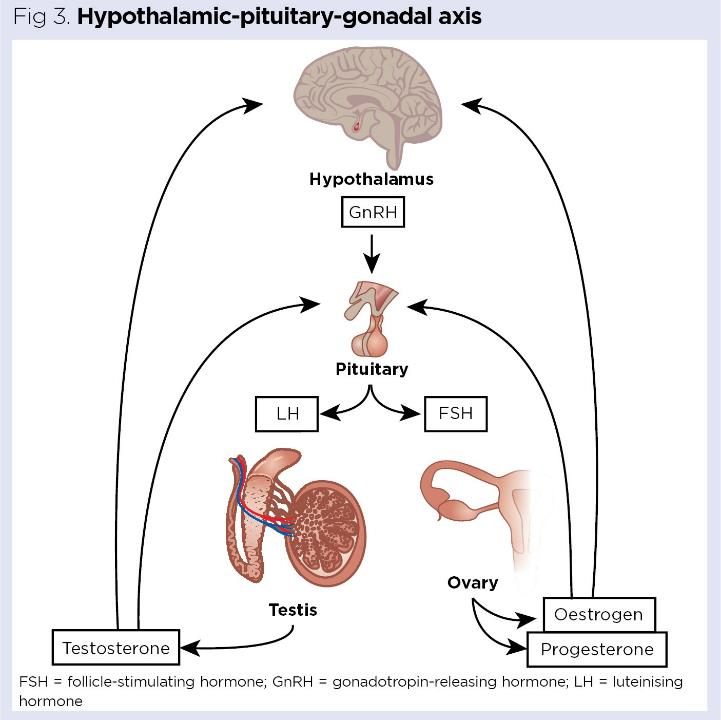 Fig 3. Hypothalamic-pituitary-gonadal axis
Hypothalamus
GnRH
Pituitary
LH
FSH
Testis
Ovary
Testosterone
Oestrogen
Progesterone
FSH = follicle-stimulating hormone; GnRH = gonadotropin-releasing hormone; LH = luteinising
hormone